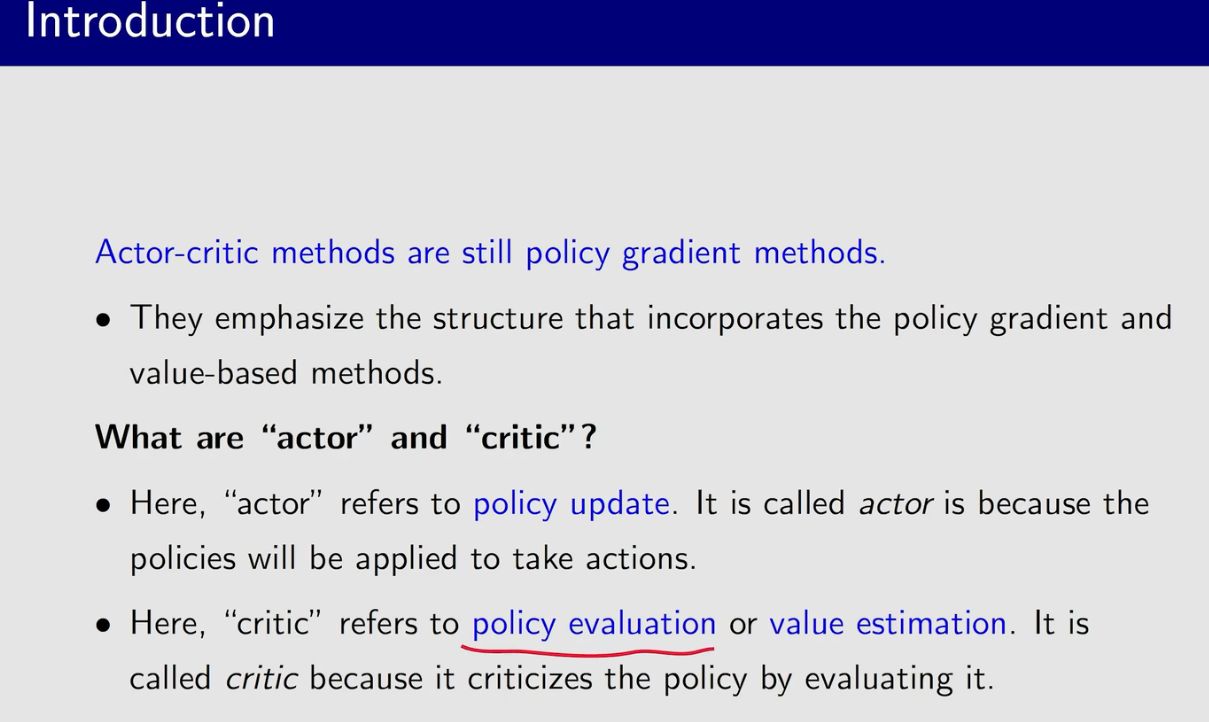 Introduction
Actor-critic methods are still policy gradient methods.
• They emphasize the structure that incorporates the policy gradient and
value-based methods.
What are “actor” and “critic”?
• Here, “actor” refers to policy update. It is called actor is because the
policies will be applied to take actions.
• Here, “critic” refers to policy evaluation or value estimation. It is
called critic because it criticizes the policy by evaluating it.